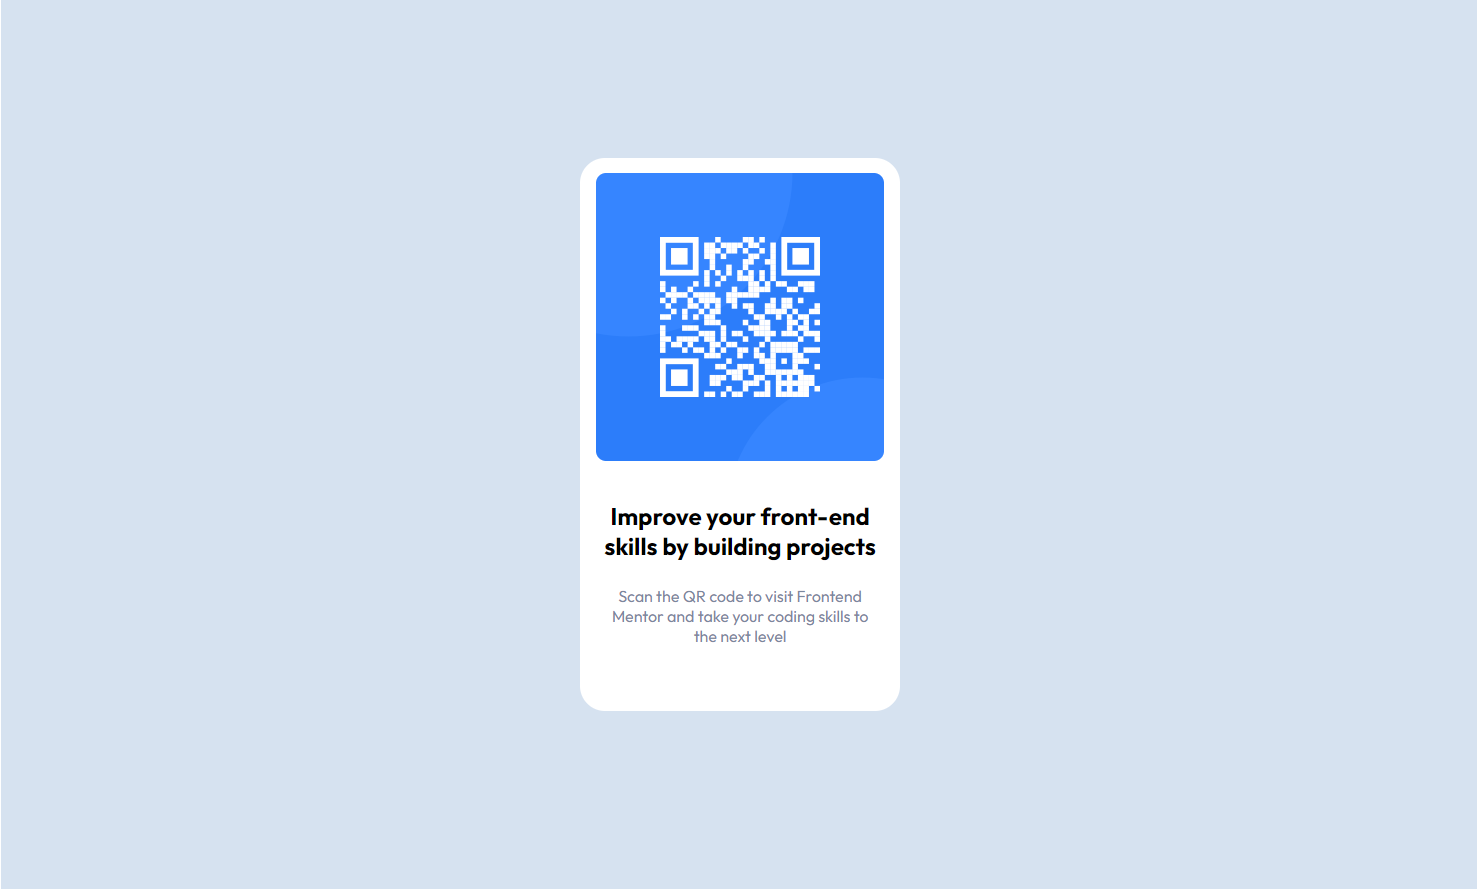 Improve your front-end
skills by building projects
Scan the QR code to visit Frontend
Mentor and take your coding skills to
the next level